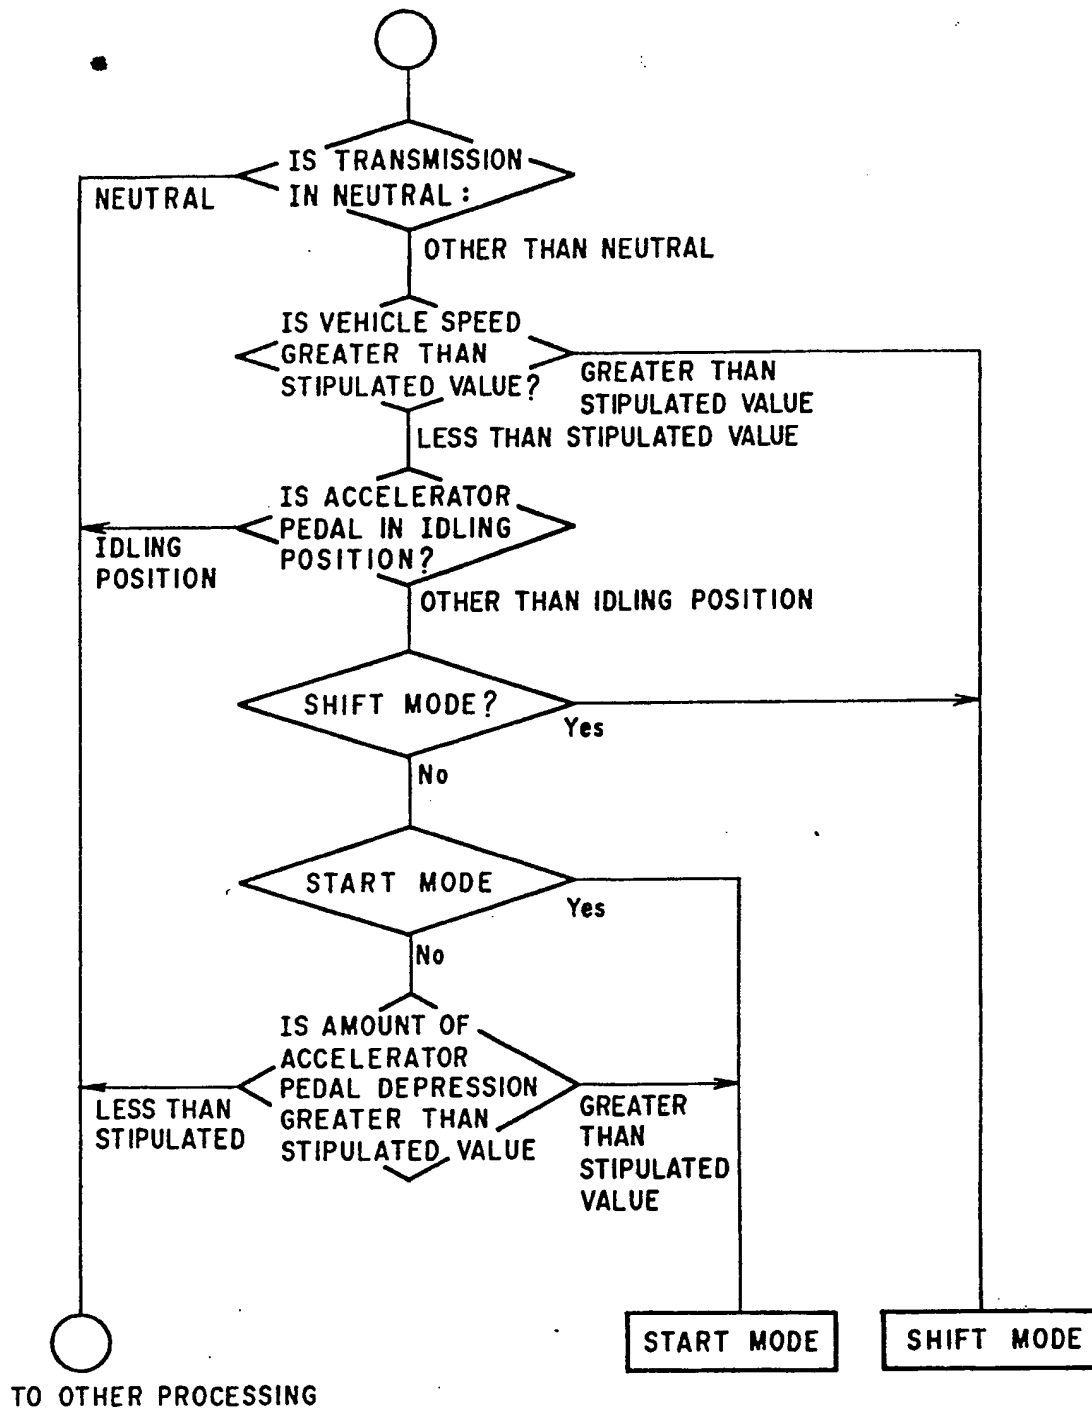 IS TRANSMISSION
IN NEUTRAL:
NEUTRAL
OTHER THAN NEUTRAL
IS VEHICLE SPEED
GREATER THAN
STIPULATED VALUE?
GREATER THAN
STIPULATED VALUE
LESS THAN STIPULATED VALUE
IS ACCELERATOR
PEDAL IN IDLING
POSITION?
IDLING
POSITION
OTHER THAN IDLING POSITION
SHIFT MODE?
Yes
No
START MODE
Yes
No
IS AMOUNT OF
ACCELERATOR
PEDAL DEPRESSION
GREATER THAN
STIPULATED VALUE
LESS THAN
STIPULATED
GREATER
THAN
STIPULATED
VALUE
START MODE
SHIFT MODE
TO OTHER PROCESSING